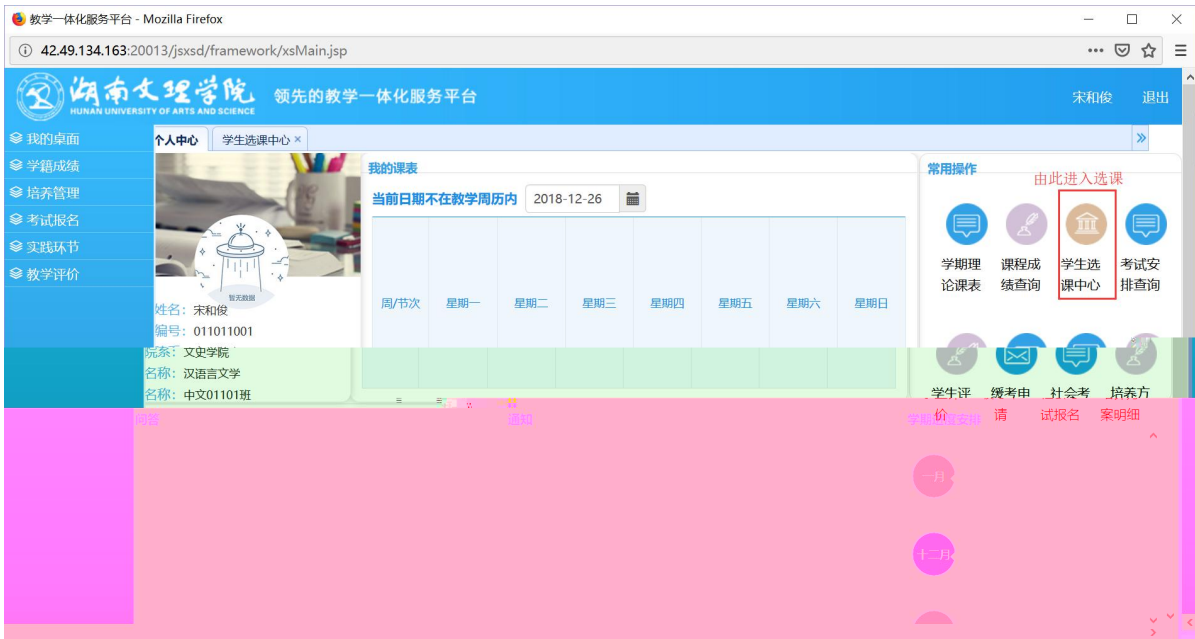 教学一体化服务平台 - Mozilla Firefox
42.49.134.163:20013/jsxsd/framework/xsMain.jsp
湖南文理学院
HUNAN UNIVERSITY OF ARTS AND SCIENCE
领先的教学一体化服务平台
宋和俊 退出
我的桌面
学籍成绩
培养管理
考试报名
实践环节
教学评价
个人中心 学生选课中心 ×
暂无数据
姓名：宋和俊
编号：011011001
院系：文史学院
名称：汉语言文学
名称：中文01101班
我的课表
当前日期不在教学周历内 2018-12-26
周/节次 星期一 星期二 星期三 星期四 星期五 星期六 星期日
常用操作
由此进入选课
学期理论课表
课程成绩查询
学生选课中心
考试安排查询
学生评价
缓考申请
社会考试报名
培养方案明细
问答
通知
一月
十二月